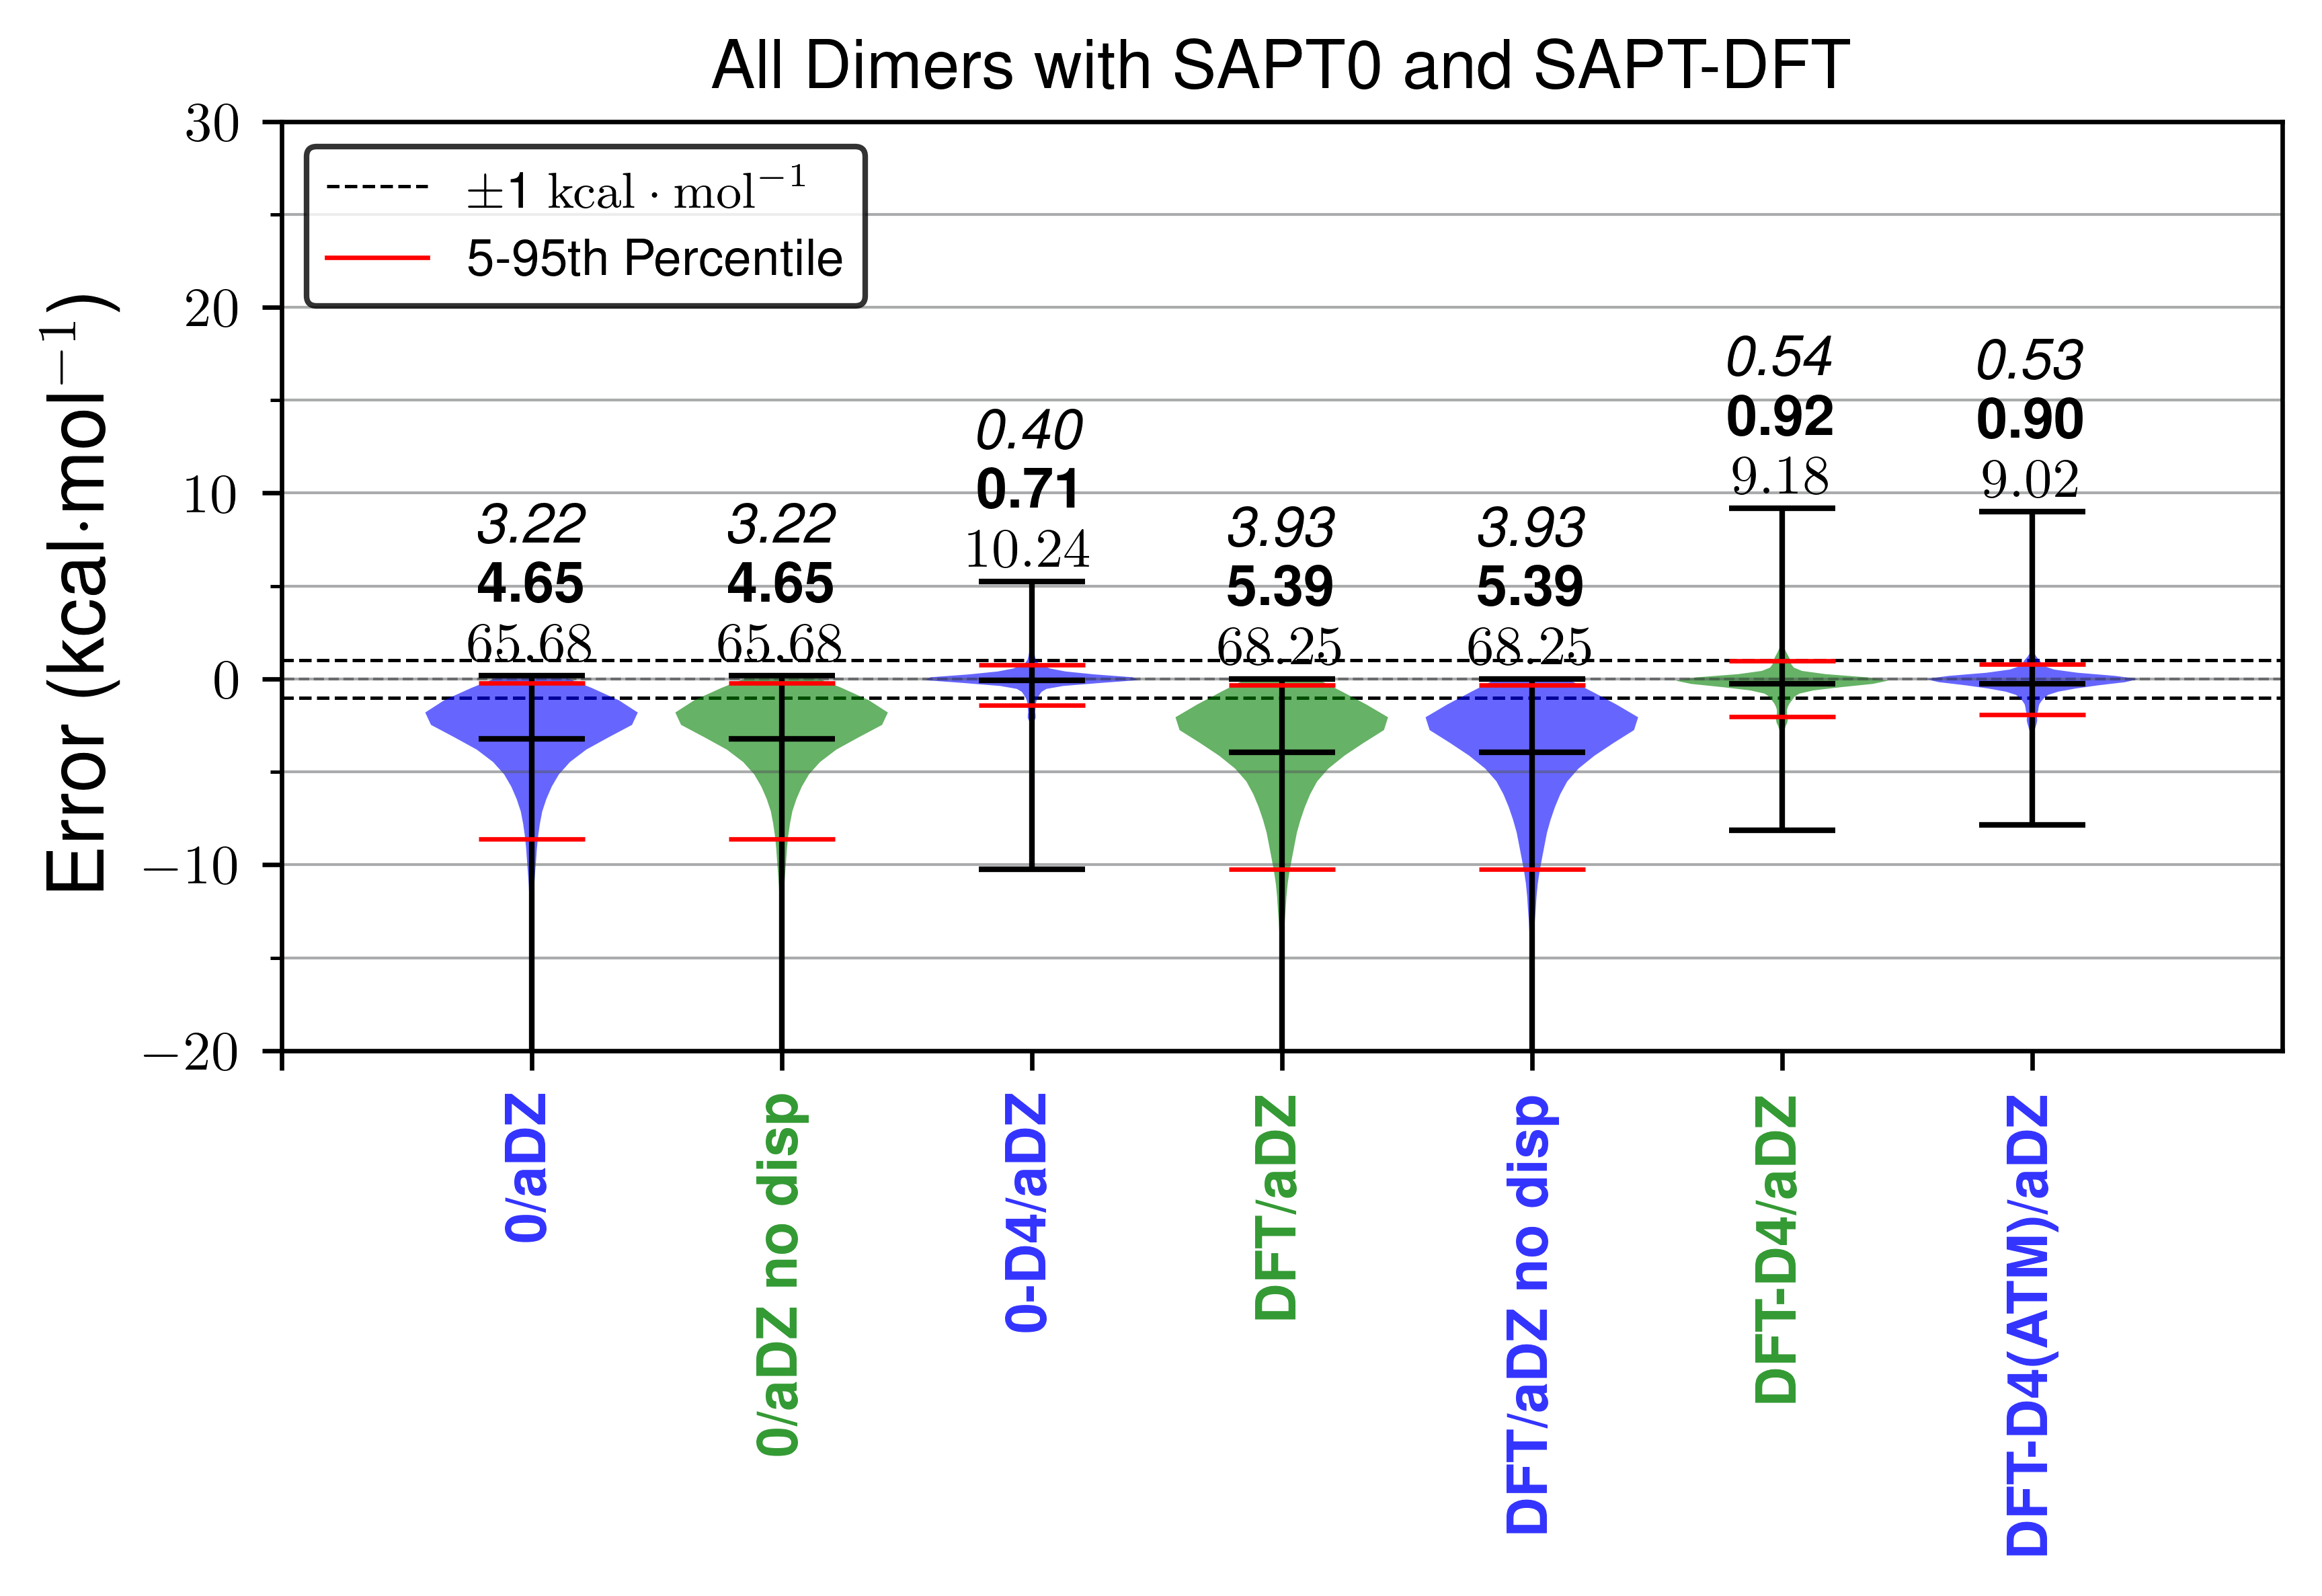 All Dimers with SAPT0 and SAPT-DFT
Error (kcal·mol⁻¹)
30
20
10
0
−10
−20
±1 kcal · mol⁻¹
5-95th Percentile
3.22
4.65
65.68
3.22
4.65
65.68
0.40
0.71
10.24
3.93
5.39
68.25
3.93
5.39
68.25
0.54
0.92
9.18
0.53
0.90
9.02
0/aDZ
0/aDZ no disp
0-D4/aDZ
DFT/aDZ
DFT/aDZ no disp
DFT-D4/aDZ
DFT-D4(ATM)/aDZ